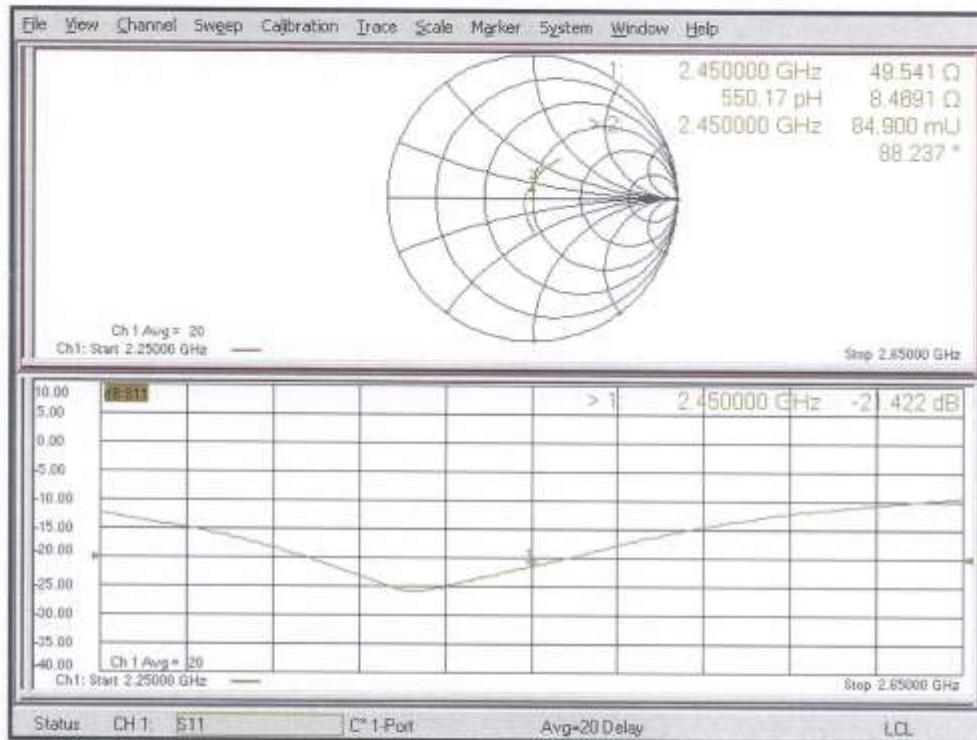 File View Channel Sweep Calibration Trace Scale Marker System Window Help
1: 2.450000 GHz 49.541 Ω
550.17 pH 8.4691 Ω
> 2: 2.450000 GHz 84.900 mU
88.237 °
Ch 1 Avg = 20
Ch1: Start 2.25000 GHz
Stop 2.65000 GHz
10.00
dB S11
> 1: 2.450000 GHz -21.422 dB
5.00
0.00
-5.00
-10.00
-15.00
-20.00
-25.00
-30.00
-35.00
-40.00
Ch 1 Avg = 20
Ch1: Start 2.25000 GHz
Stop 2.65000 GHz
Status CH 1: S11 C* 1-Port Avg=20 Delay LCL